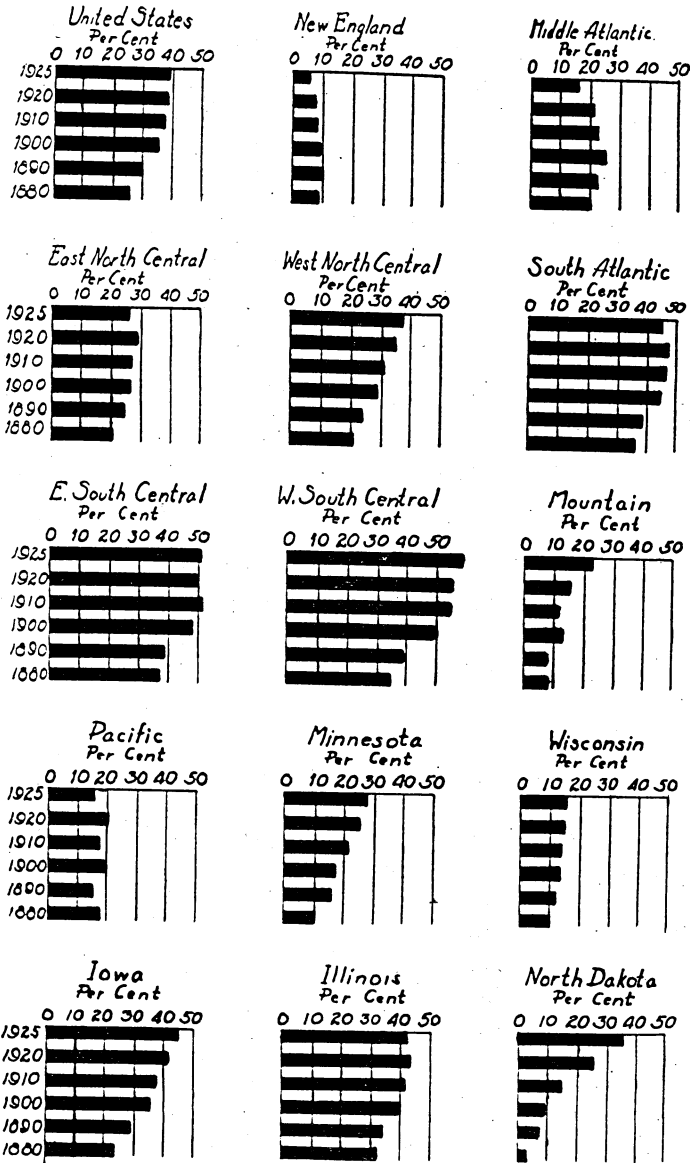 United States
Per Cent
0 10 20 30 40 50
1925
1920
1910
1900
1890
1880
New England
Per Cent
0 10 20 30 40 50
Middle Atlantic
Per Cent
0 10 20 30 40 50
East North Central
Per Cent
0 10 20 30 40 50
1925
1920
1910
1900
1890
1880
West North Central
Per Cent
0 10 20 30 40 50
South Atlantic
Per Cent
0 10 20 30 40 50
E. South Central
Per Cent
0 10 20 30 40 50
1925
1920
1910
1900
1890
1880
W. South Central
Per Cent
0 10 20 30 40 50
Mountain
Per Cent
0 10 20 30 40 50
Pacific
Per Cent
0 10 20 30 40 50
1925
1920
1910
1900
1890
1880
Minnesota
Per Cent
0 10 20 30 40 50
Wisconsin
Per Cent
0 10 20 30 40 50
Iowa
Per Cent
0 10 20 30 40 50
1925
1920
1910
1900
1890
1880
Illinois
Per Cent
0 10 20 30 40 50
North Dakota
Per Cent
0 10 20 30 40 50